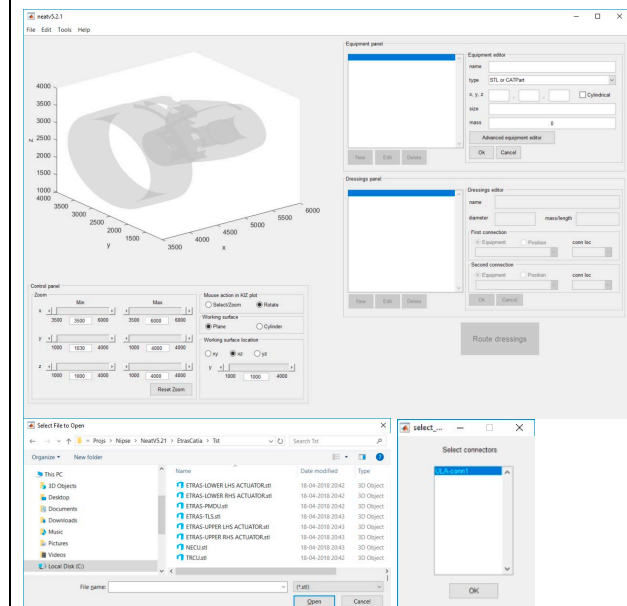 neatv5.2.1
File Edit Tools Help
Equipment panel
Equipment editor
name
type STL or CATPart
x, y, z , , Cylindrical
size
mass 0
Advanced equipment editor
Ok Cancel
New Edit Delete
4000
3500
3000
2500
2000
1500
1000
z
4000
3500
3000
2500
2000
1500
y
3500
4000
4500
5000
5500
6000
x
Dressings panel
Dressings editor
name
diameter mass/length
First connection
Equipment Position conn loc
Second connection
Equipment Position conn loc
Ok Cancel
New Edit Delete
Route dressings
Control panel
Zoom
Min Max
x
3500 3500 6000 3500 6000 6000
y
1000 1000 4000 1000 4000 4000
z
1000 1000 4000 1000 4000 4000
Reset Zoom
Mouse action in KIZ plot
Select/Zoom Rotate
Working surface
Plane Cylinder
Working surface location
xy xz yz
y
1000 1000 4000
Select File to Open
« Projs > Nipse > NeatV5.21 > EtrasCatia > Tst Search Tst
Organize New folder
This PC
3D Objects
Desktop
Documents
Downloads
Music
Pictures
Videos
Local Disk (C:)
Name Date modified Type
ETRAS-LOWER LHS ACTUATOR.stl 18-04-2018 20:42 3D Object
ETRAS-LOWER RHS ACTUATOR.stl 18-04-2018 20:42 3D Object
ETRAS-PMDU.stl 18-04-2018 20:42 3D Object
ETRAS-TLS.stl 18-04-2018 20:43 3D Object
ETRAS-UPPER LHS ACTUATOR.stl 18-04-2018 20:43 3D Object
ETRAS-UPPER RHS ACTUATOR.stl 18-04-2018 20:43 3D Object
NECU.stl 18-04-2018 20:43 3D Object
TRCU.stl 18-04-2018 20:42 3D Object
File name: (*.stl)
Open Cancel
select_...
Select connectors
ULA-conn1
OK